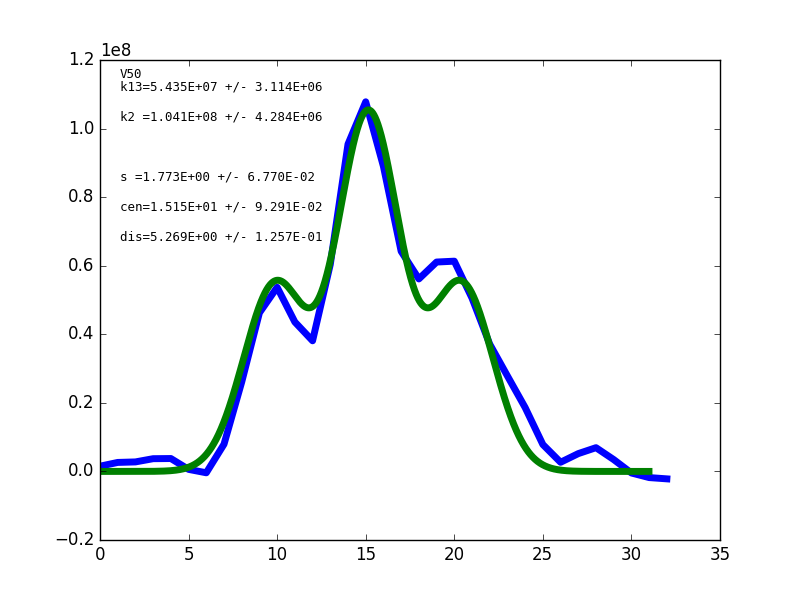 1e8
1.2
1.0
0.8
0.6
0.4
0.2
0.0
−0.2
V50
k13=5.435E+07 +/- 3.114E+06
k2 =1.041E+08 +/- 4.284E+06
s =1.773E+00 +/- 6.770E-02
cen=1.515E+01 +/- 9.291E-02
dis=5.269E+00 +/- 1.257E-01
0 5 10 15 20 25 30 35